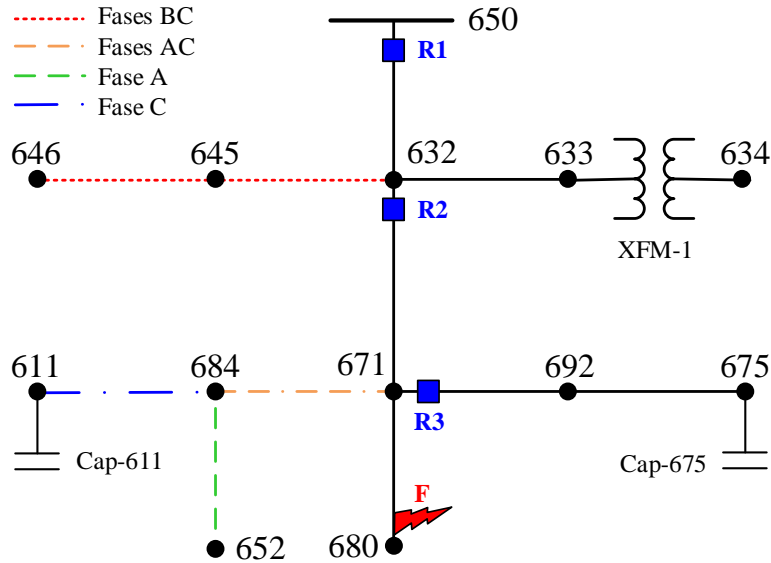 Fases BC
Fases AC
Fase A
Fase C
650
R1
646
645
632
633
634
R2
XFM-1
611
684
671
692
675
R3
Cap-611
Cap-675
F
652
680